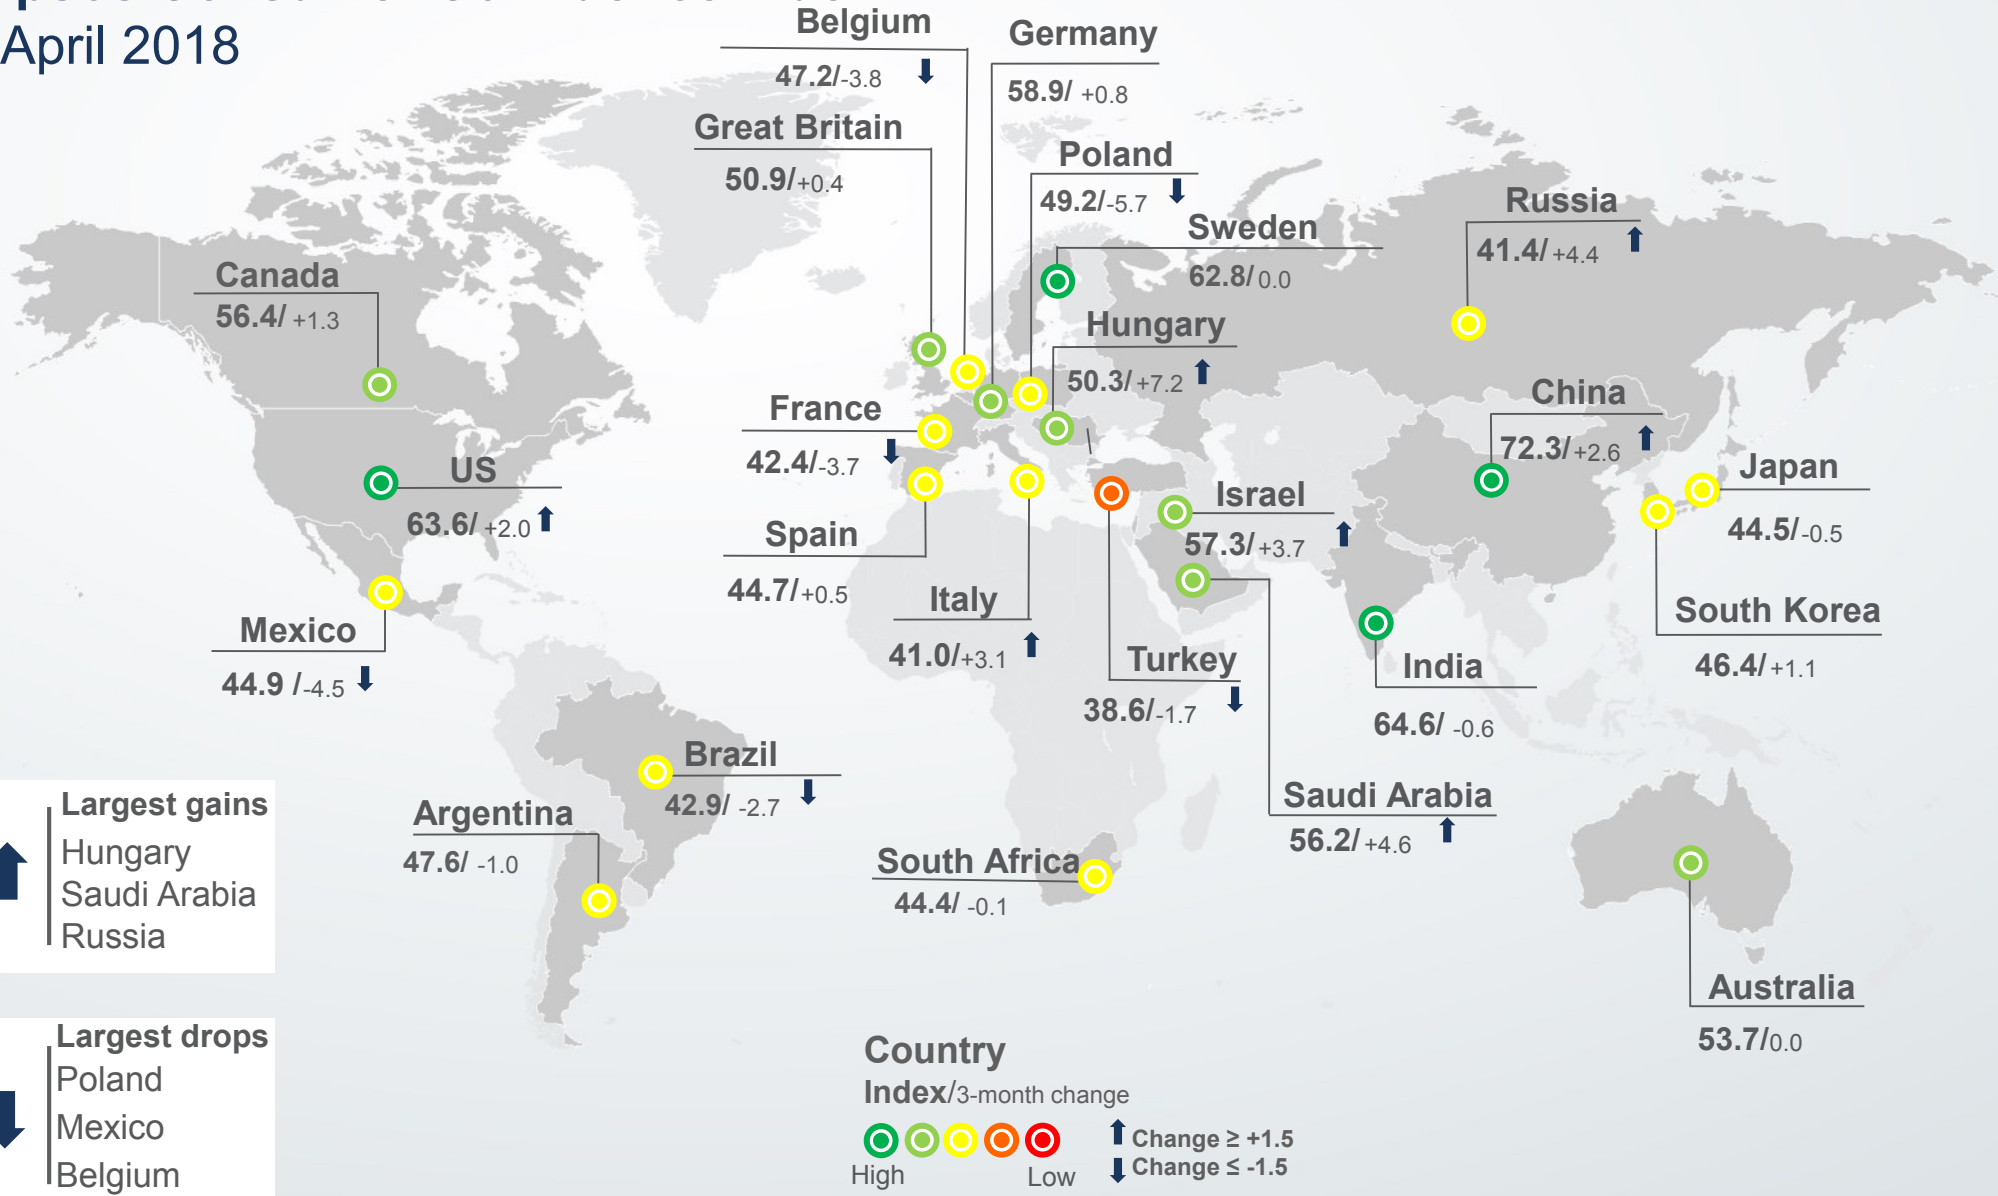 April 2018
Belgium
47.2/-3.8
Germany
58.9/ +0.8
Great Britain
50.9/+0.4
Poland
49.2/-5.7
Sweden
62.8/ 0.0
Russia
41.4/ +4.4
Canada
56.4/ +1.3
Hungary
50.3/+7.2
China
72.3/+2.6
France
42.4/-3.7
US
63.6/ +2.0
Japan
44.5/-0.5
Israel
57.3/+3.7
Spain
44.7/+0.5
Italy
41.0/+3.1
Mexico
44.9 /-4.5
Turkey
38.6/-1.7
India
64.6/ -0.6
South Korea
46.4/+1.1
Brazil
42.9/ -2.7
Argentina
47.6/ -1.0
Saudi Arabia
56.2/+4.6
South Africa
44.4/ -0.1
Australia
53.7/0.0
Largest gains
Hungary
Saudi Arabia
Russia
Largest drops
Poland
Mexico
Belgium
Country
Index/3-month change
High
Low
Change ≥ +1.5
Change ≤ -1.5